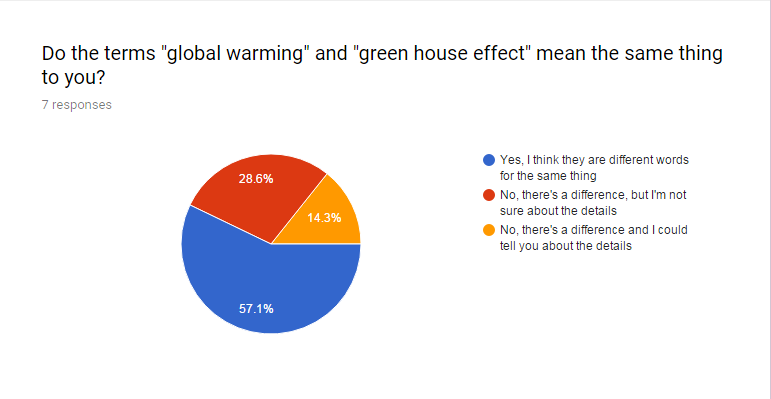 Do the terms "global warming" and "green house effect" mean the same thing
to you?
7 responses
28.6%
14.3%
57.1%
Yes, I think they are different words
for the same thing
No, there's a difference, but I'm not
sure about the details
No, there's a difference and I could
tell you about the details